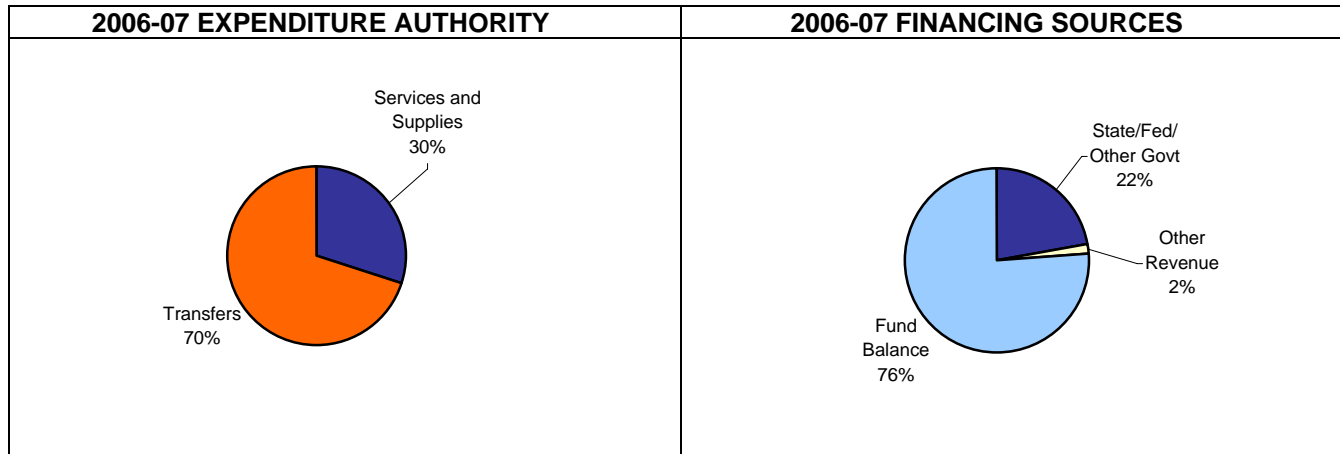 2006-07 EXPENDITURE AUTHORITY
Services and
Supplies
30%
Transfers
70%
2006-07 FINANCING SOURCES
State/Fed/
Other Govt
22%
Other
Revenue
2%
Fund
Balance
76%